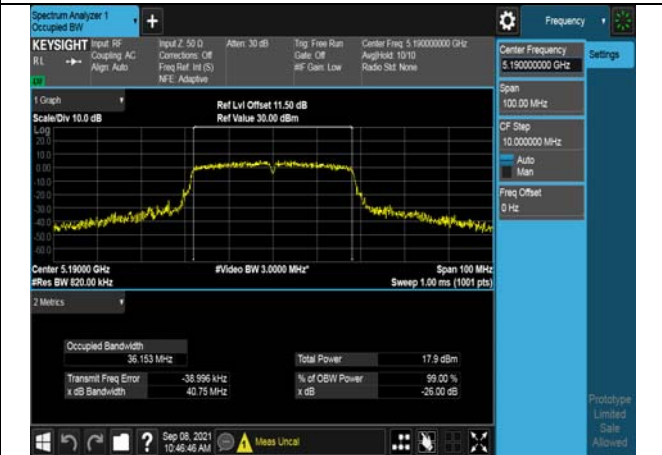 Spectrum Analyzer 1
Occupied BW
Frequency
KEYSIGHT
RL
Input: RF
Coupling: AC
Align: Auto
Input Z: 50 Ω
Corrections: Off
Freq Ref: Int (S)
NFE: Adaptive
Atten: 30 dB
Trig: Free Run
Gate: Off
#IF Gain: Low
Center Freq: 5.190000000 GHz
Avg|Hold: 10/10
Radio Std: None
Center Frequency
5.190000000 GHz
Settings
Span
100.00 MHz
CF Step
10.000000 MHz
Auto
Man
Freq Offset
0 Hz
1 Graph
Scale/Div 10.0 dB
Ref Lvl Offset 11.50 dB
Ref Value 30.00 dBm
Log
20.0
10.0
0.00
-10.0
-20.0
-30.0
-40.0
-50.0
-60.0
Center 5.19000 GHz
#Res BW 820.00 kHz
#Video BW 3.0000 MHz*
Span 100 MHz
Sweep 1.00 ms (1001 pts)
2 Metrics
Occupied Bandwidth
36.153 MHz
Total Power 17.9 dBm
Transmit Freq Error -38.996 kHz
% of OBW Power 99.00 %
x dB Bandwidth 40.75 MHz
x dB -26.00 dB
Prototype
Limited
Sale
Allowed
?
Sep 08, 2021
10:46:46 AM
Meas Uncal